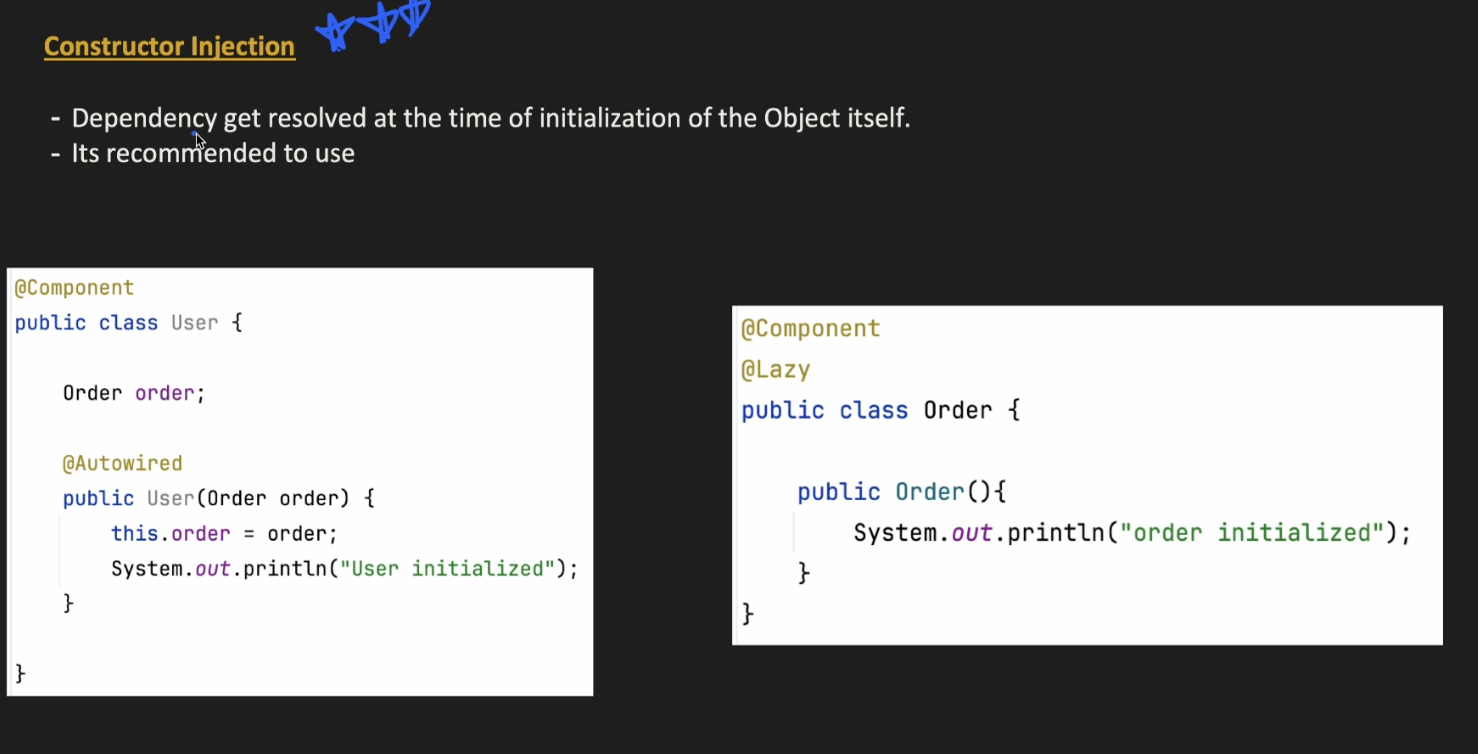 Constructor Injection
- Dependency get resolved at the time of initialization of the Object itself.
- Its recommended to use
@Component
public class User {
Order order;
@Autowired
public User(Order order) {
this.order = order;
System.out.println("User initialized");
}
}
@Component
@Lazy
public class Order {
public Order(){
System.out.println("order initialized");
}
}